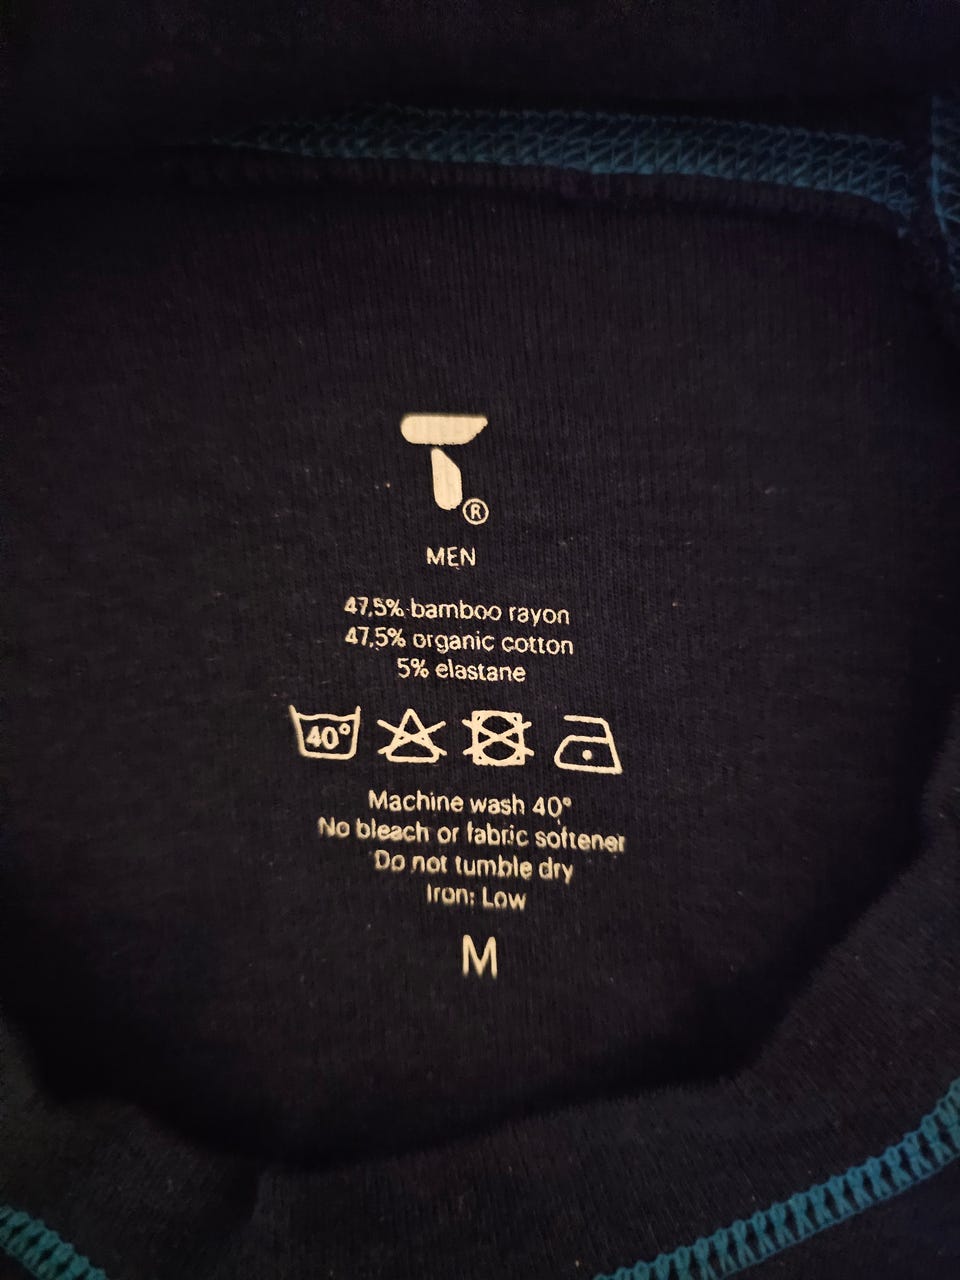 T®
MEN
47,5% bamboo rayon
47,5% organic cotton
5% elastane
40°
Machine wash 40°
No bleach or fabric softener
Do not tumble dry
Iron: Low
M